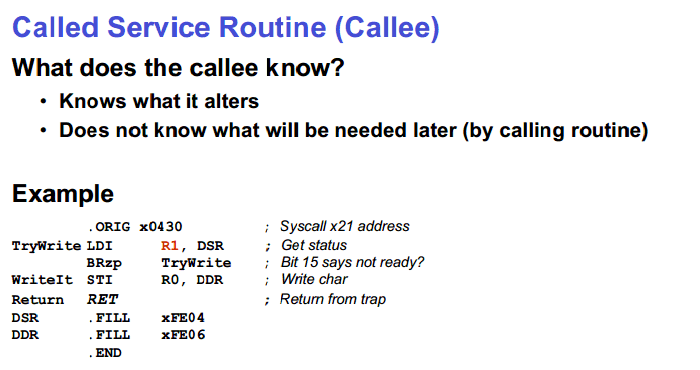 Called Service Routine (Callee)
What does the callee know?
• Knows what it alters
• Does not know what will be needed later (by calling routine)
Example
.ORIG x0430 ; Syscall x21 address
TryWrite LDI R1, DSR ; Get status
BRzp TryWrite ; Bit 15 says not ready?
WriteIt STI R0, DDR ; Write char
Return RET ; Return from trap
DSR .FILL xFE04
DDR .FILL xFE06
.END